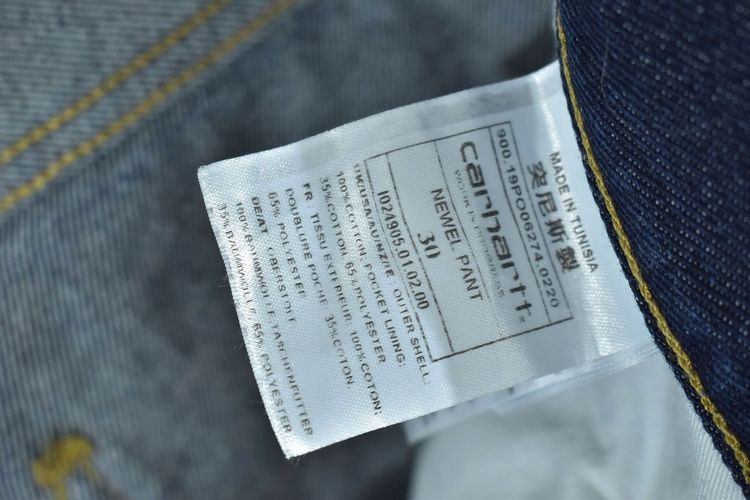 MADE IN TUNISIA
突尼斯製
900.19PO06274.0220
carhartt
WORK IN PROGRESS
NEWEL PANT
30
I024905.01.02.00
UK/USA/AU/NZ/IE OUTER SHELL:
100%COTTON, POCKET LINING:
35%COTON, 65%POLYESTER
FR TISSU EXTERIEUR: 100%COTON;
DOUBLURE POCHE 35%COTON,
65% POLYESTER
DE/AT OBERSTOFF
100% BAUMWOLLE TASCHENFUTTER
35%BAUMWOLLE, 65% POLYESTER